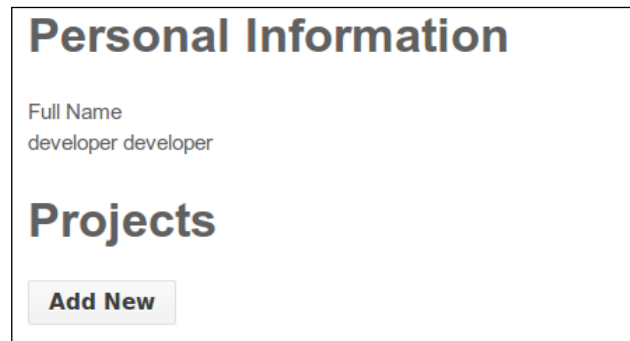 Personal Information
Full Name
developer developer
Projects
Add New